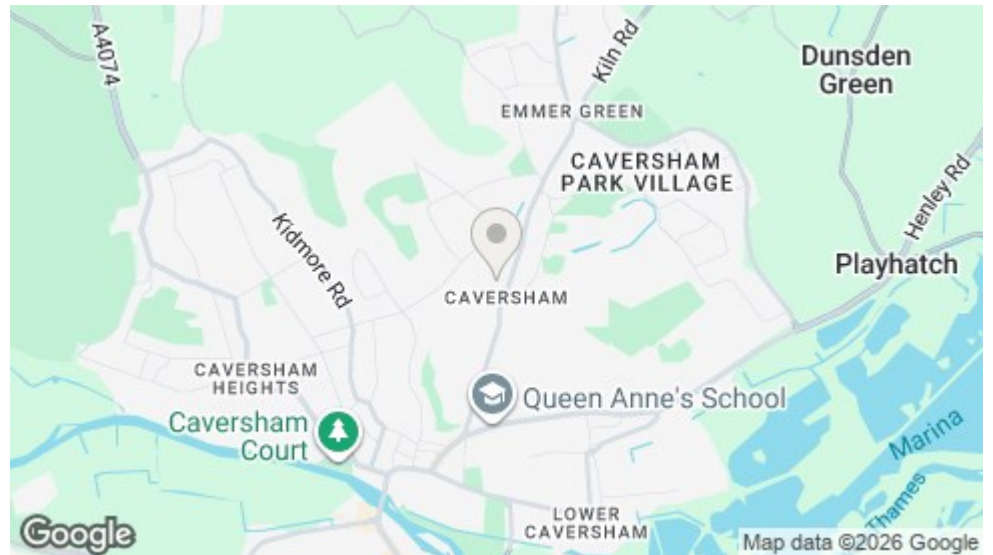 A4074
Kiln Rd
Dunsden
Green
EMMER GREEN
CAVERSHAM
PARK VILLAGE
Henley Rd
Kidmore Rd
Playhatch
CAVERSHAM
CAVERSHAM
HEIGHTS
Queen Anne's School
Caversham
Court
Marina
Thames
LOWER
CAVERSHAM
Google
Map data ©2026 Google